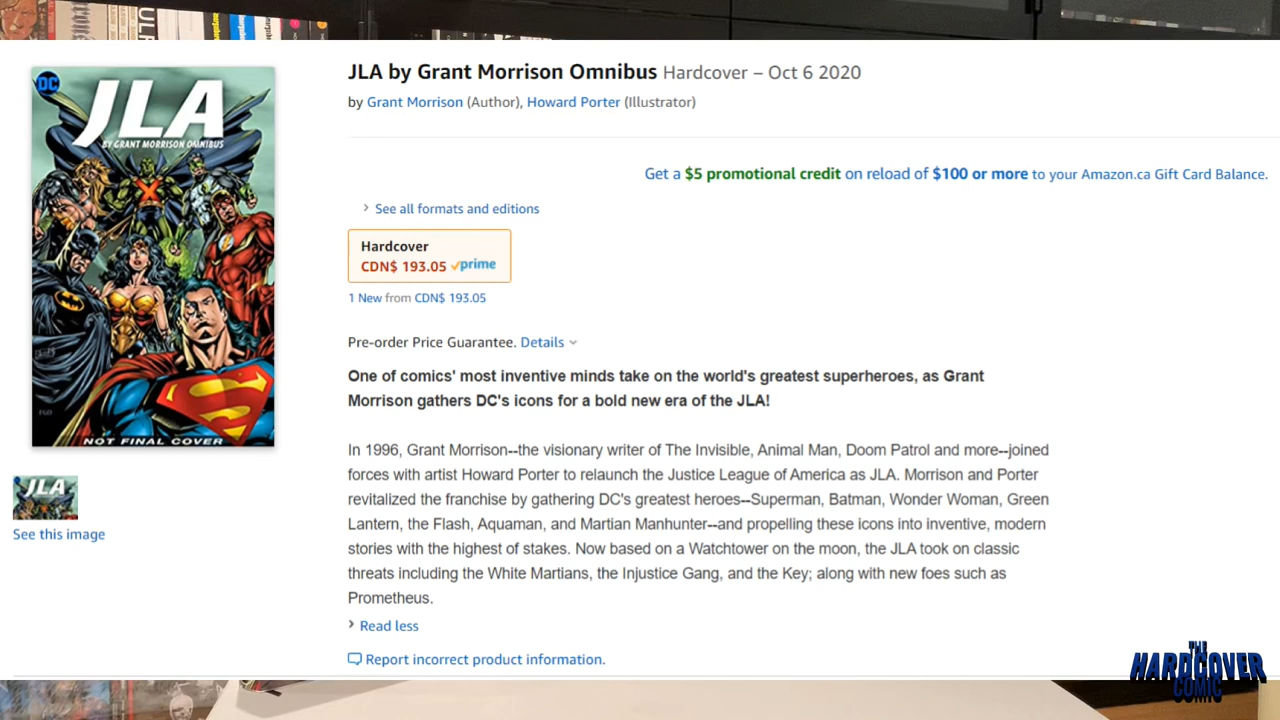 JLA by Grant Morrison Omnibus Hardcover – Oct 6 2020
by Grant Morrison (Author), Howard Porter (Illustrator)
DC
JLA
BY GRANT MORRISON OMNIBUS
NOT FINAL COVER
JLA
See this image
Get a $5 promotional credit on reload of $100 or more to your Amazon.ca Gift Card Balance.
See all formats and editions
Hardcover
CDN$ 193.05 prime
1 New from CDN$ 193.05
Pre-order Price Guarantee. Details
One of comics' most inventive minds take on the world's greatest superheroes, as Grant
Morrison gathers DC's icons for a bold new era of the JLA!
In 1996, Grant Morrison--the visionary writer of The Invisible, Animal Man, Doom Patrol and more--joined
forces with artist Howard Porter to relaunch the Justice League of America as JLA. Morrison and Porter
revitalized the franchise by gathering DC's greatest heroes--Superman, Batman, Wonder Woman, Green
Lantern, the Flash, Aquaman, and Martian Manhunter--and propelling these icons into inventive, modern
stories with the highest of stakes. Now based on a Watchtower on the moon, the JLA took on classic
threats including the White Martians, the Injustice Gang, and the Key; along with new foes such as
Prometheus.
Read less
Report incorrect product information.
THE
HARDCOVER
COMIC